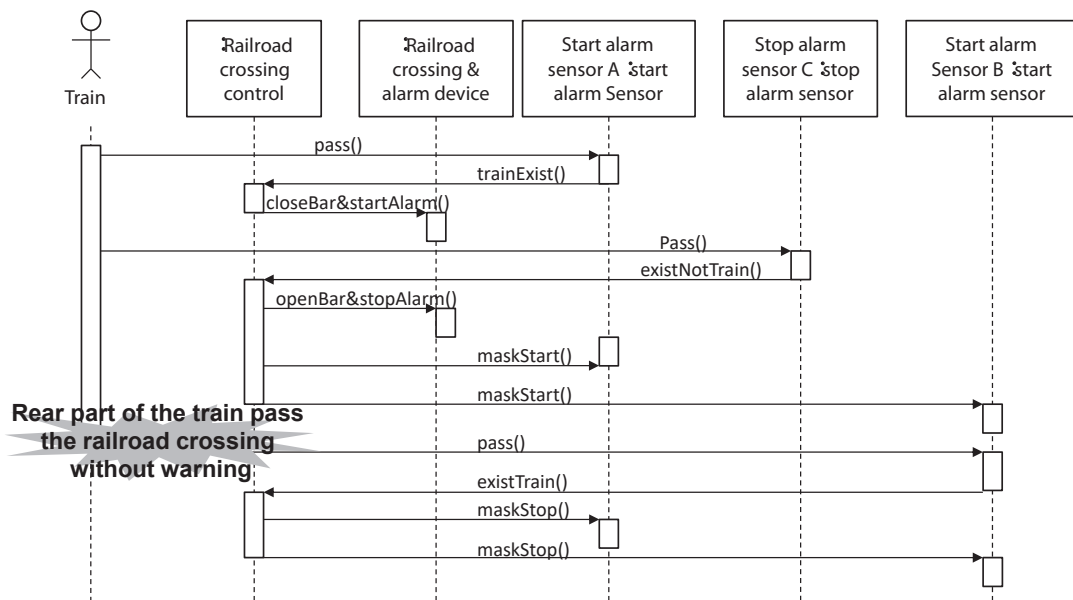 Train
:Railroad
crossing
control
:Railroad
crossing &
alarm device
Start alarm
sensor A :start
alarm Sensor
Stop alarm
sensor C :stop
alarm sensor
Start alarm
Sensor B :start
alarm sensor
pass()
trainExist()
closeBar&startAlarm()
Pass()
existNotTrain()
openBar&stopAlarm()
maskStart()
maskStart()
Rear part of the train pass
the railroad crossing
without warning
pass()
existTrain()
maskStop()
maskStop()